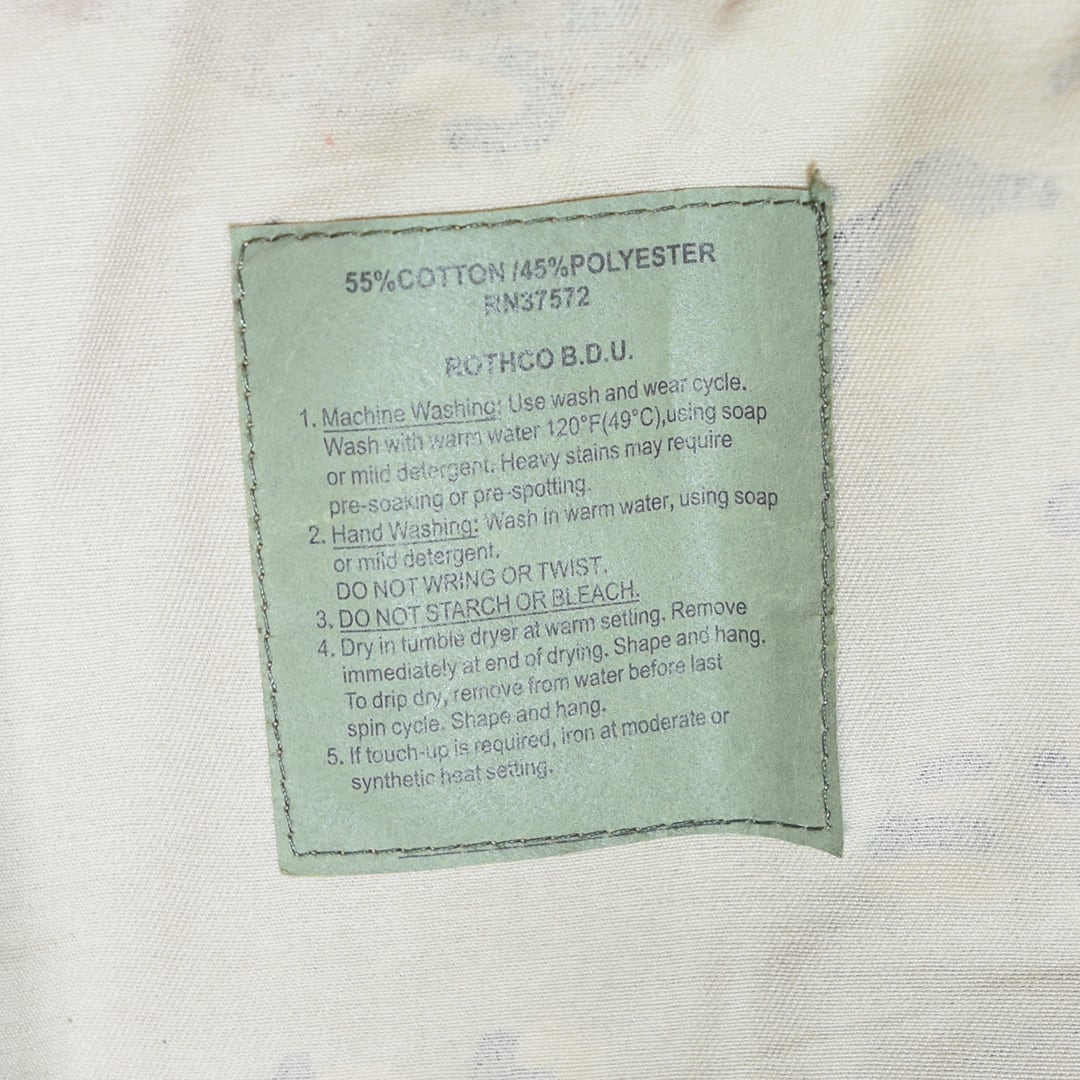 55%COTTON /45%POLYESTER
RN37572
ROTHCO B.D.U.
1. Machine Washing: Use wash and wear cycle.
Wash with warm water 120°F(49°C),using soap
or mild detergent. Heavy stains may require
pre-soaking or pre-spotting.
2. Hand Washing: Wash in warm water, using soap
or mild detergent.
DO NOT WRING OR TWIST.
3. DO NOT STARCH OR BLEACH.
4. Dry in tumble dryer at warm setting. Remove
immediately at end of drying. Shape and hang.
To drip dry, remove from water before last
spin cycle. Shape and hang.
5. If touch-up is required, iron at moderate or
synthetic heat setting.